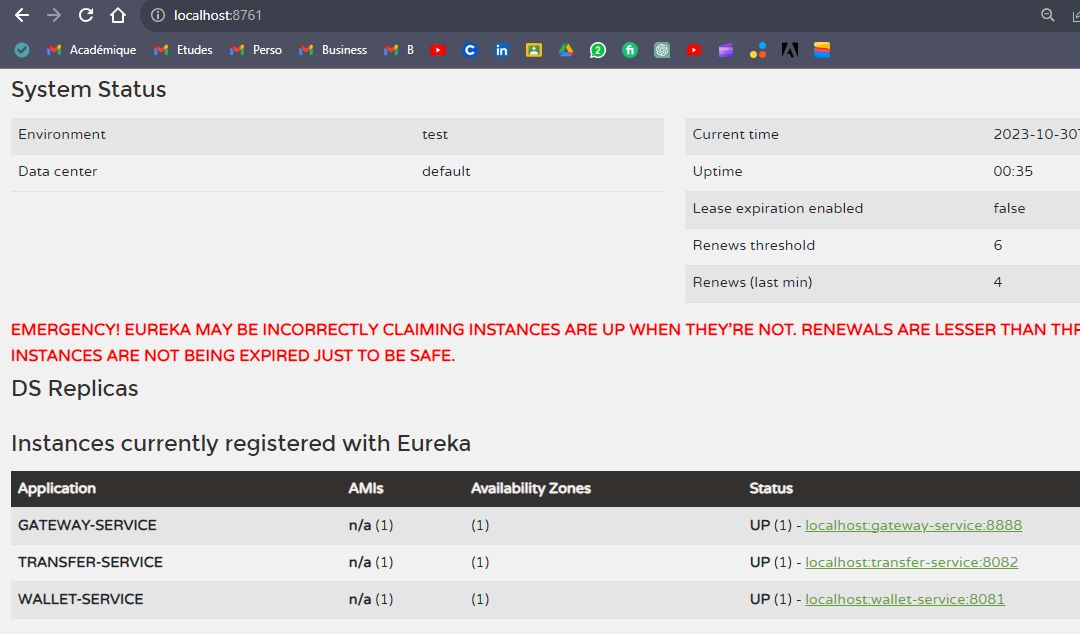 localhost:8761
Académique Etudes Perso Business B
System Status
Environment test
Data center default
Current time 2023-10-30T
Uptime 00:35
Lease expiration enabled false
Renews threshold 6
Renews (last min) 4
EMERGENCY! EUREKA MAY BE INCORRECTLY CLAIMING INSTANCES ARE UP WHEN THEY'RE NOT. RENEWALS ARE LESSER THAN THR
INSTANCES ARE NOT BEING EXPIRED JUST TO BE SAFE.
DS Replicas
Instances currently registered with Eureka
Application AMIs Availability Zones Status
GATEWAY-SERVICE n/a (1) (1) UP (1) - localhost:gateway-service:8888
TRANSFER-SERVICE n/a (1) (1) UP (1) - localhost:transfer-service:8082
WALLET-SERVICE n/a (1) (1) UP (1) - localhost:wallet-service:8081